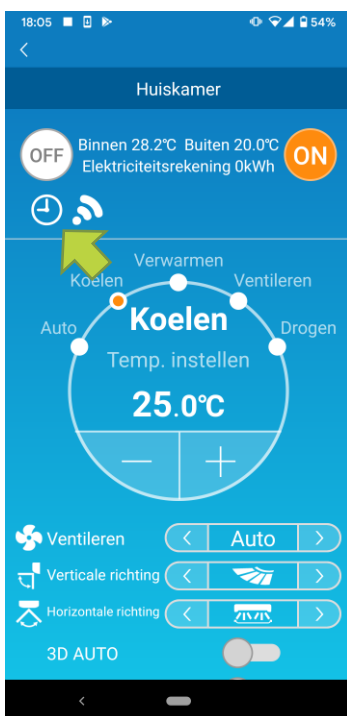 18:05 54%
Huiskamer
OFF Binnen 28.2℃ Buiten 20.0℃ ON
Elektriciteitsrekening 0kWh
Verwarmen
Koelen Ventileren
Auto Koelen Drogen
Temp. instellen
25.0℃
Ventileren Auto
Verticale richting
Horizontale richting
3D AUTO